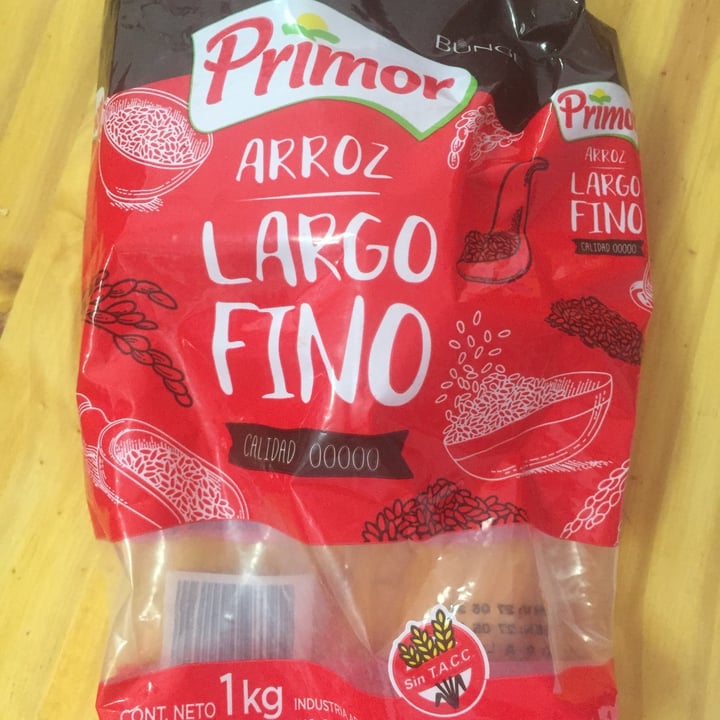 Primor
ARROZ
LARGO
FINO
CALIDAD 00000
Primor
ARROZ
LARGO
FINO
CALIDAD 00000
Sin T.A.C.C.
CONT. NETO 1kg